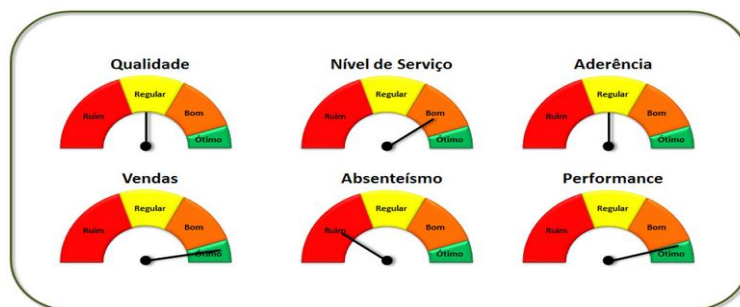 Qualidade
Nível de Serviço
Aderência
Regular
Ruim
Bom
Ótimo
Regular
Ruim
Bom
Ótimo
Regular
Ruim
Bom
Ótimo
Vendas
Absenteísmo
Performance
Regular
Ruim
Bom
Ótimo
Regular
Ruim
Bom
Ótimo
Regular
Ruim
Bom
Ótimo